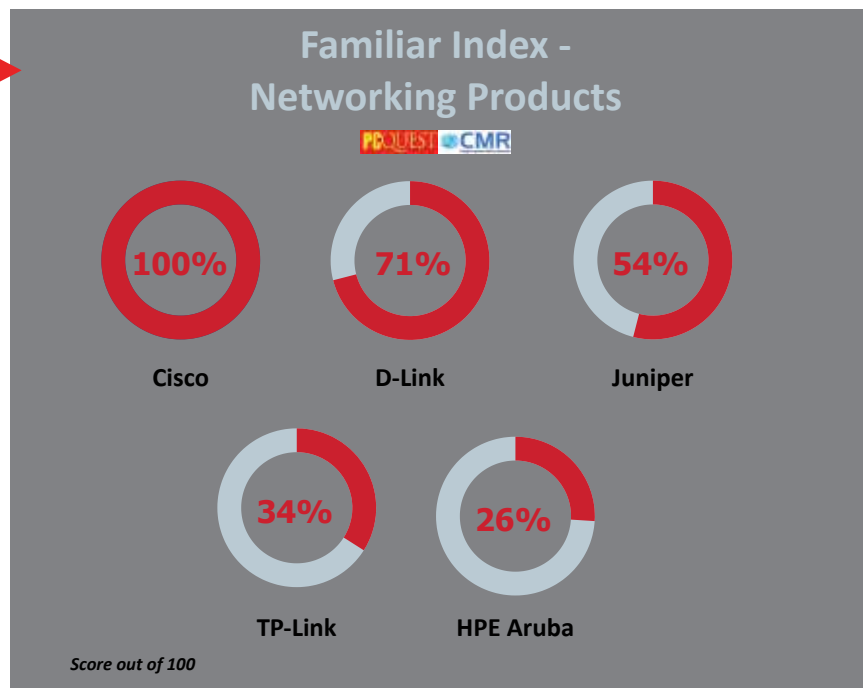 Familiar Index -
Networking Products
PCQUEST CMR
100% 71% 54%
Cisco D-Link Juniper
34% 26%
TP-Link HPE Aruba
Score out of 100